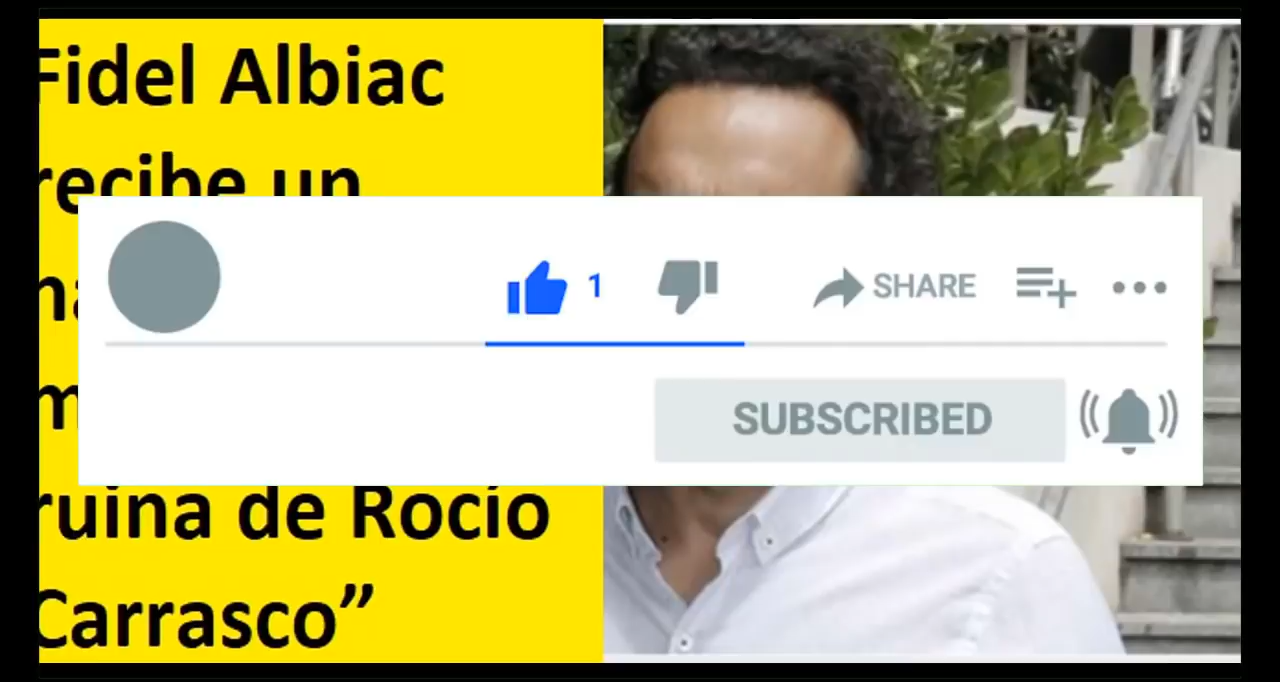 Fidel Albiac
recibe un
1
SHARE
SUBSCRIBED
ruina de Rocío
Carrasco”